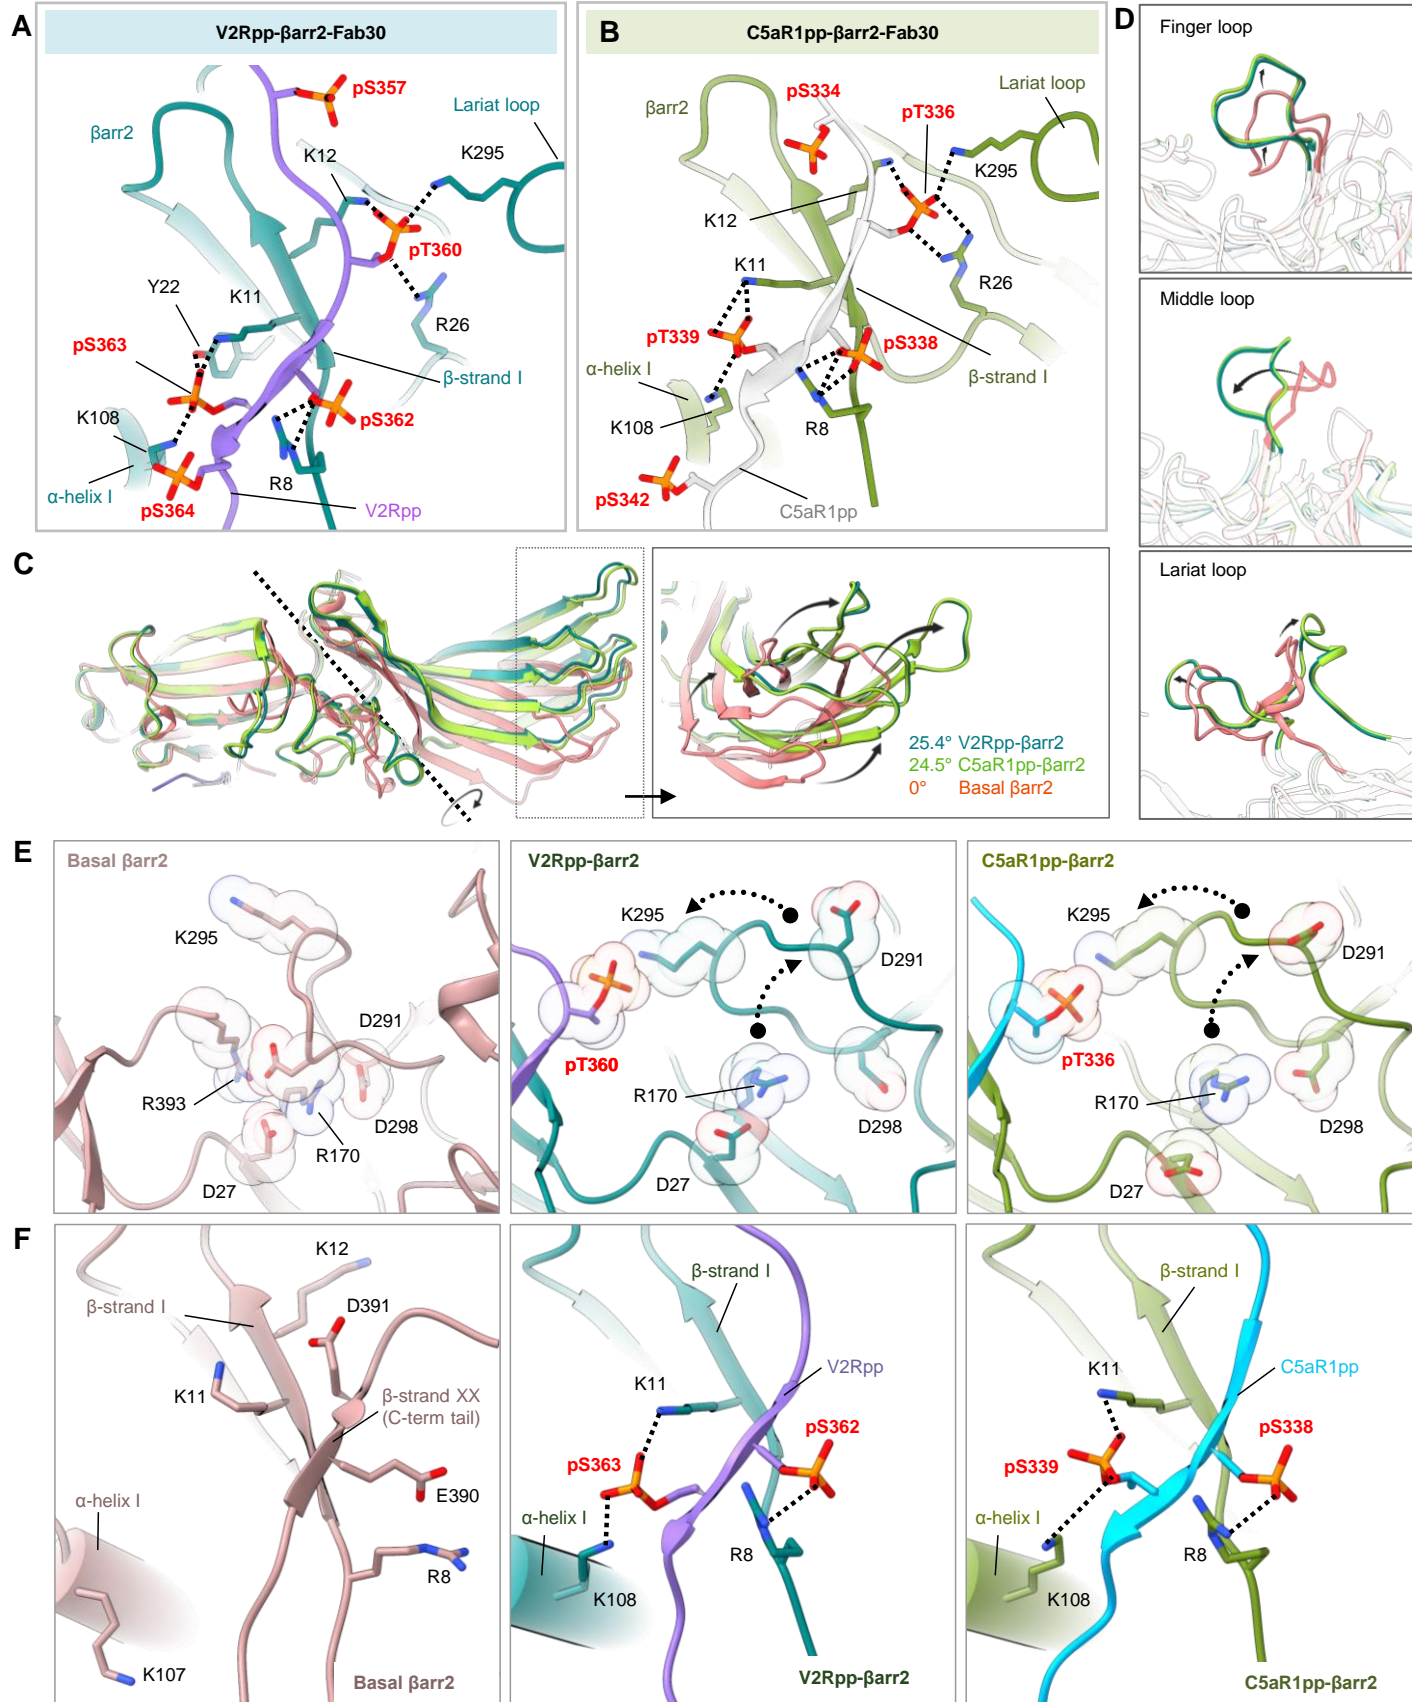 A
V2Rpp-βarr2-Fab30
pS357
βarr2
Lariat loop
K12
K295
pT360
Y22
K11
R26
pS363
β-strand I
K108
pS362
α-helix I
R8
pS364
V2Rpp
B
C5aR1pp-βarr2-Fab30
pS334
βarr2
pT336
Lariat loop
K12
K295
K11
R26
pT339
pS338
α-helix I
β-strand I
K108
R8
pS342
C5aR1pp
D
Finger loop
Middle loop
Lariat loop
C
25.4° V2Rpp-βarr2
24.5° C5aR1pp-βarr2
0° Basal βarr2
E
Basal βarr2
K295
D291
R393
D298
R170
D27
V2Rpp-βarr2
K295
D291
pT360
R170
D298
D27
C5aR1pp-βarr2
K295
D291
pT336
R170
D298
D27
F
K12
β-strand I
D391
K11
β-strand XX
(C-term tail)
α-helix I
E390
R8
K107
Basal βarr2
β-strand I
V2Rpp
K11
pS362
pS363
α-helix I
R8
K108
V2Rpp-βarr2
β-strand I
K11
C5aR1pp
pS338
pS339
α-helix I
R8
K108
C5aR1pp-βarr2